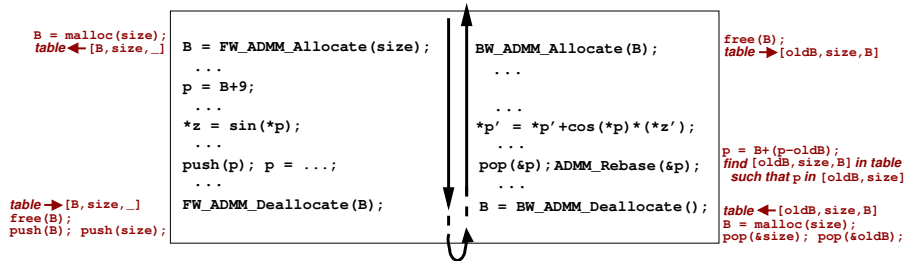 B = malloc(size);
table ← [B,size,_]
B = FW_ADMM_Allocate(size);
...
p = B+9;
...
*z = sin(*p);
...
push(p); p = ...;
...
FW_ADMM_Deallocate(B);
table → [B,size,_]
free(B);
push(B); push(size);
BW_ADMM_Allocate(B);
...
...
*p' = *p'+cos(*p)*(*z');
...
pop(&p);ADMM_Rebase(&p);
...
B = BW_ADMM_Deallocate();
free(B);
table → [oldB,size,B]
p = B+(p-oldB);
find [oldB,size,B] in table
such that p in [oldB,size]
table ← [oldB,size,B]
B = malloc(size);
pop(&size); pop(&oldB);